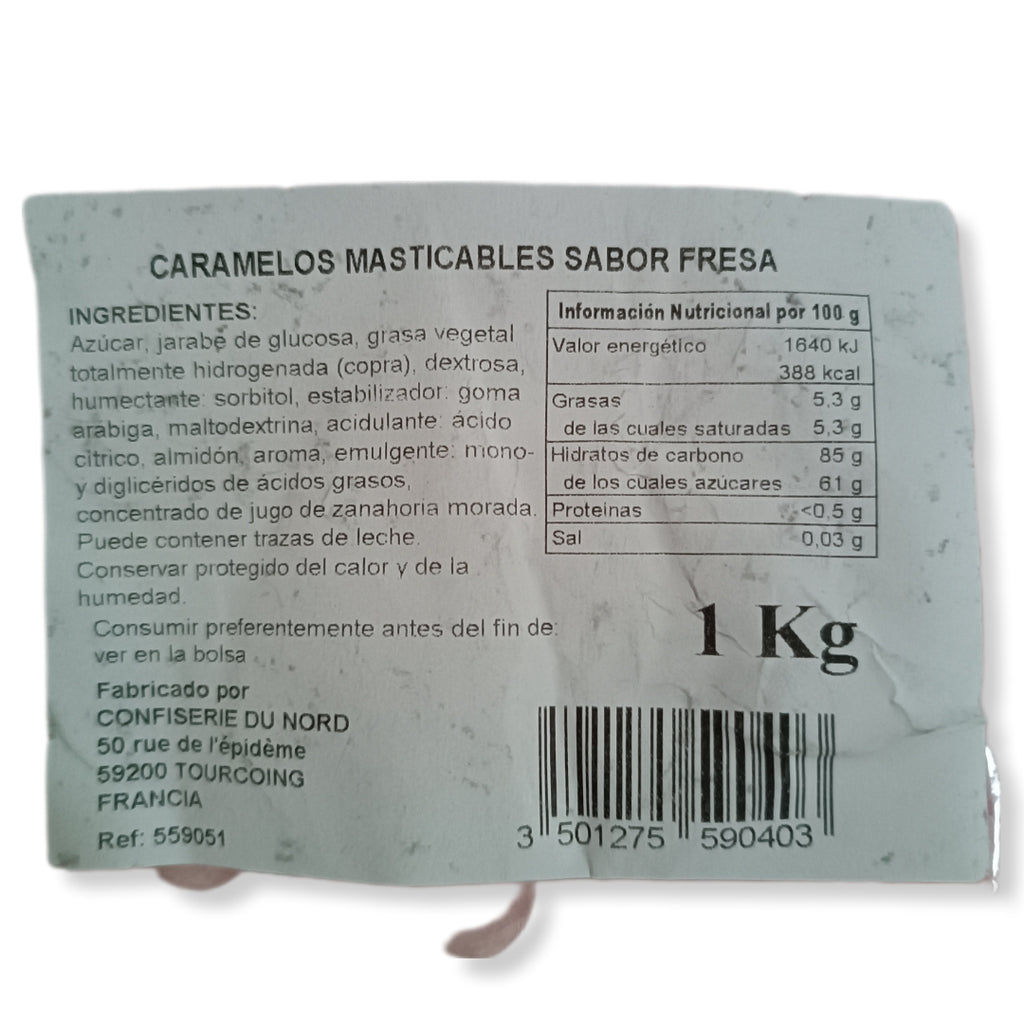 CARAMELOS MASTICABLES SABOR FRESA
INGREDIENTES:
Azúcar, jarabe de glucosa, grasa vegetal
totalmente hidrogenada (copra), dextrosa,
humectante: sorbitol, estabilizador: goma
arábiga, maltodextrina, acidulante: ácido
cítrico, almidón, aroma, emulgente: mono-
y diglicéridos de ácidos grasos,
concentrado de jugo de zanahoria morada.
Puede contener trazas de leche.
Conservar protegido del calor y de la
humedad.
Consumir preferentemente antes del fin de:
ver en la bolsa
Fabricado por
CONFISERIE DU NORD
50 rue de l'épidème
59200 TOURCOING
FRANCIA
Ref: 559051
Información Nutricional por 100 g
Valor energético 1640 kJ
388 kcal
Grasas 5,3 g
de las cuales saturadas 5,3 g
Hidratos de carbono 85 g
de los cuales azúcares 61 g
Proteinas <0,5 g
Sal 0,03 g
1 Kg
3 501275 590403